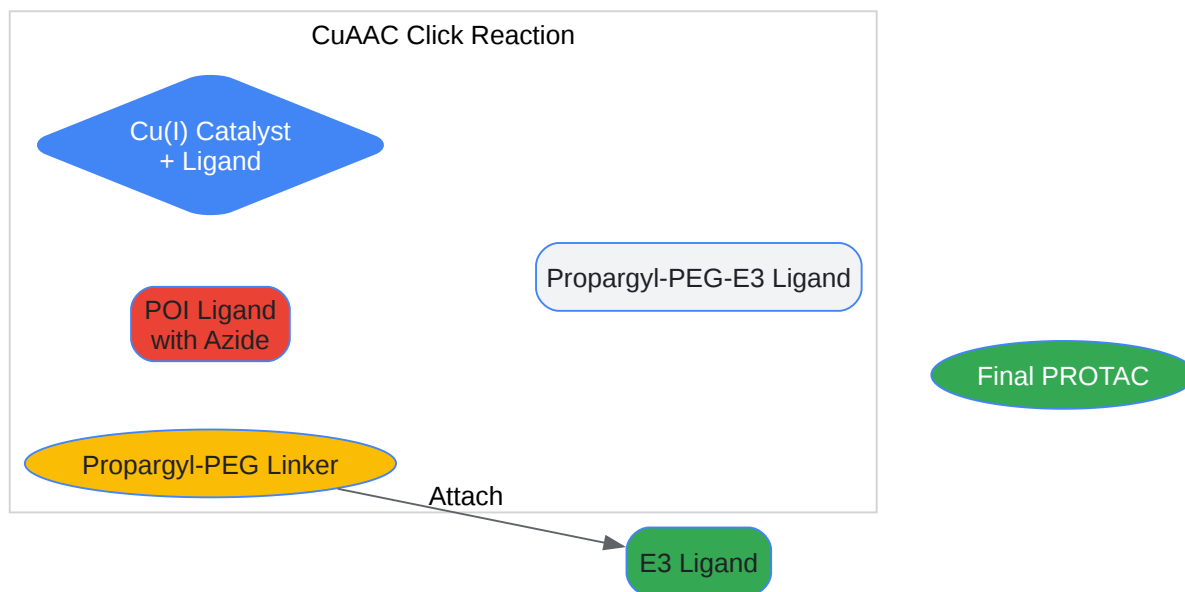 CuAAC Click Reaction
Cu(I) Catalyst
+ Ligand
Propargyl-PEG-E3 Ligand
POI Ligand
with Azide
Final PROTAC
Propargyl-PEG Linker
Attach
E3 Ligand